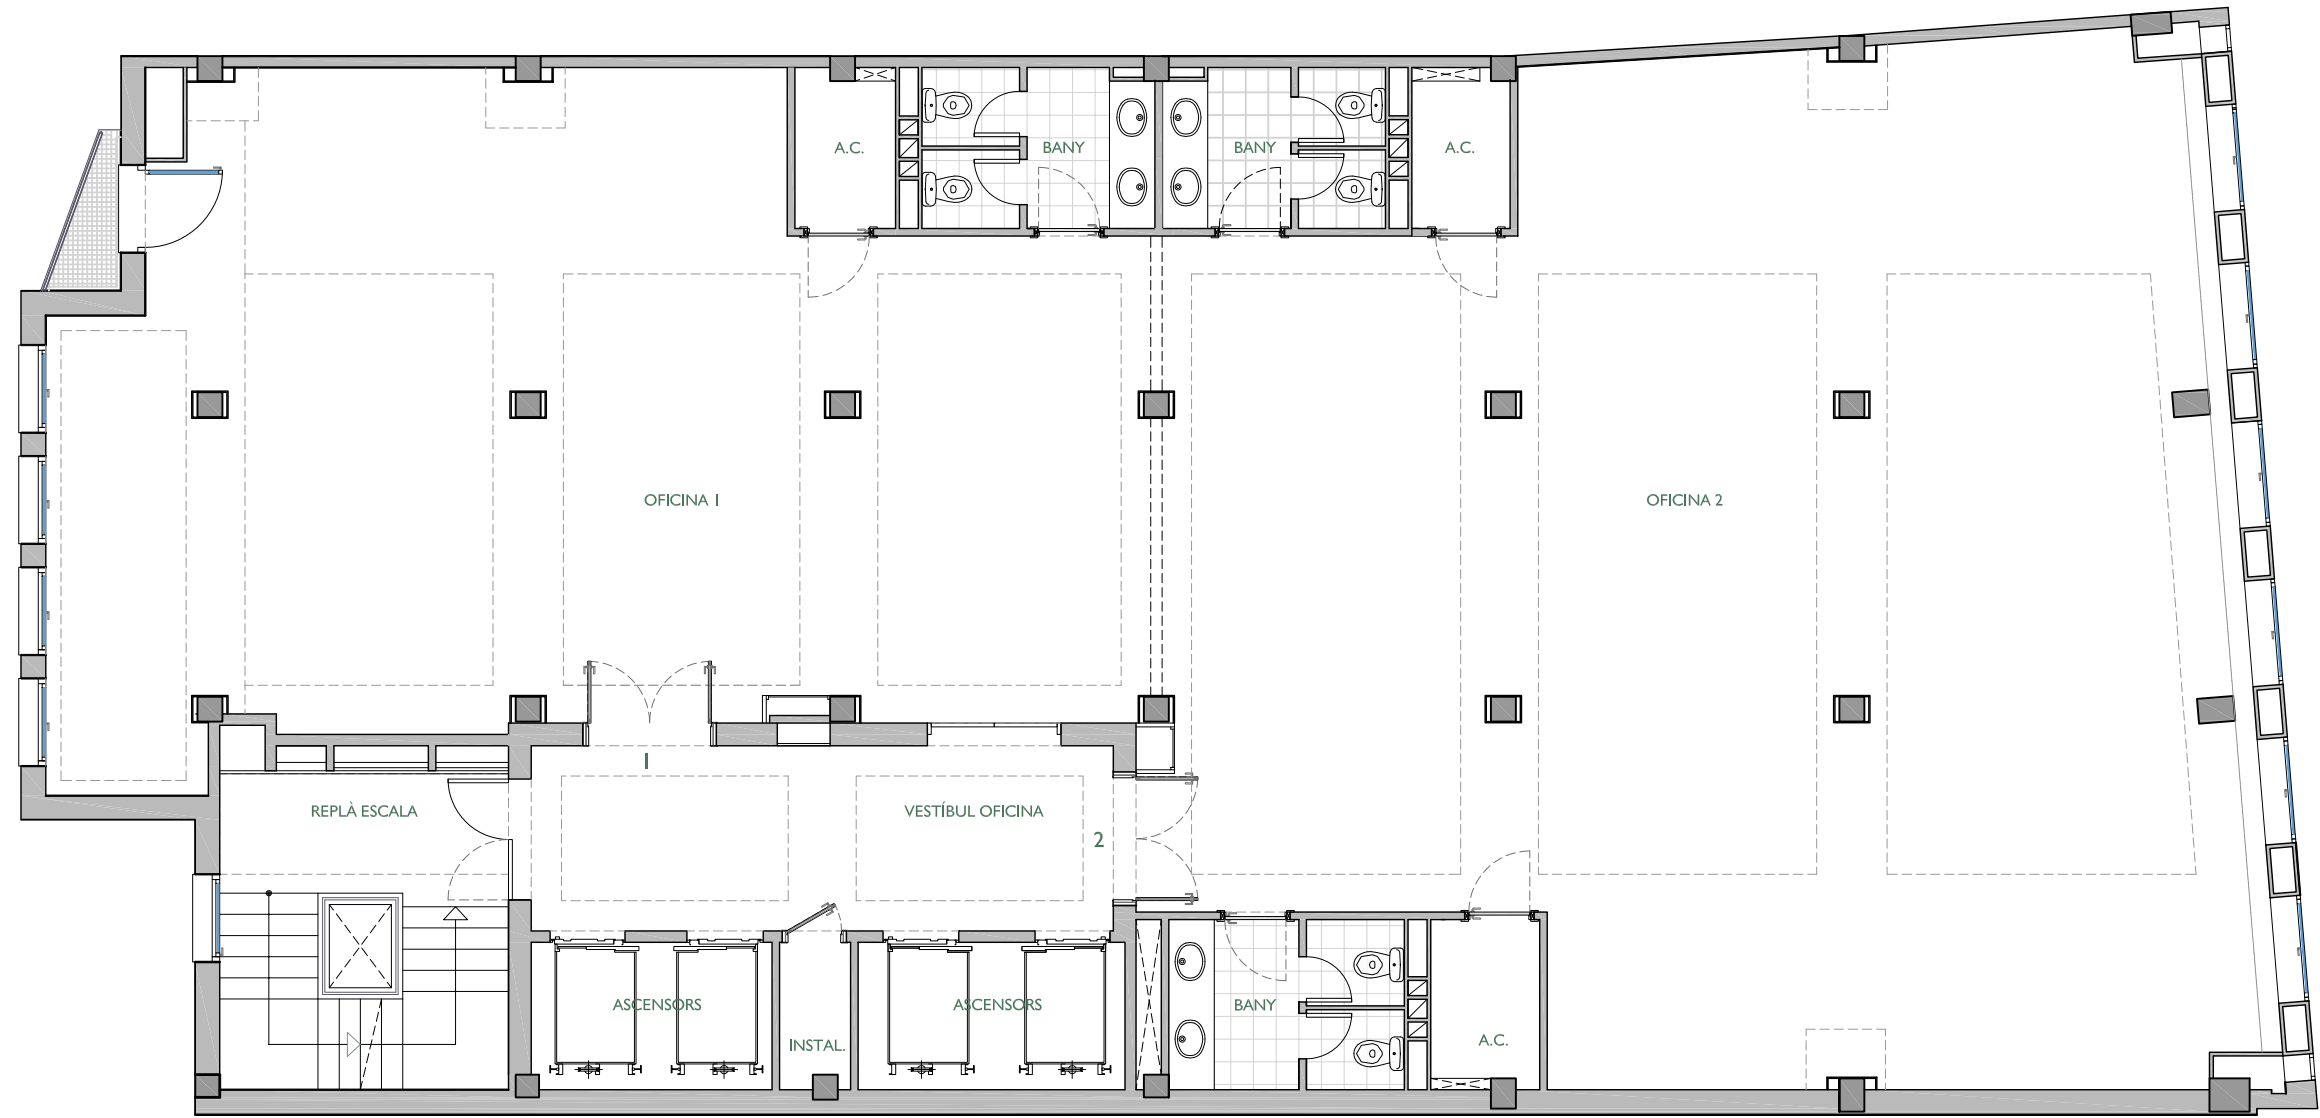 A.C.
BANY
BANY
A.C.
OFICINA 1
OFICINA 2
1
REPLÀ ESCALA
VESTÍBUL OFICINA
2
ASCENSORS
ASCENSORS
BANY
INSTAL.
A.C.